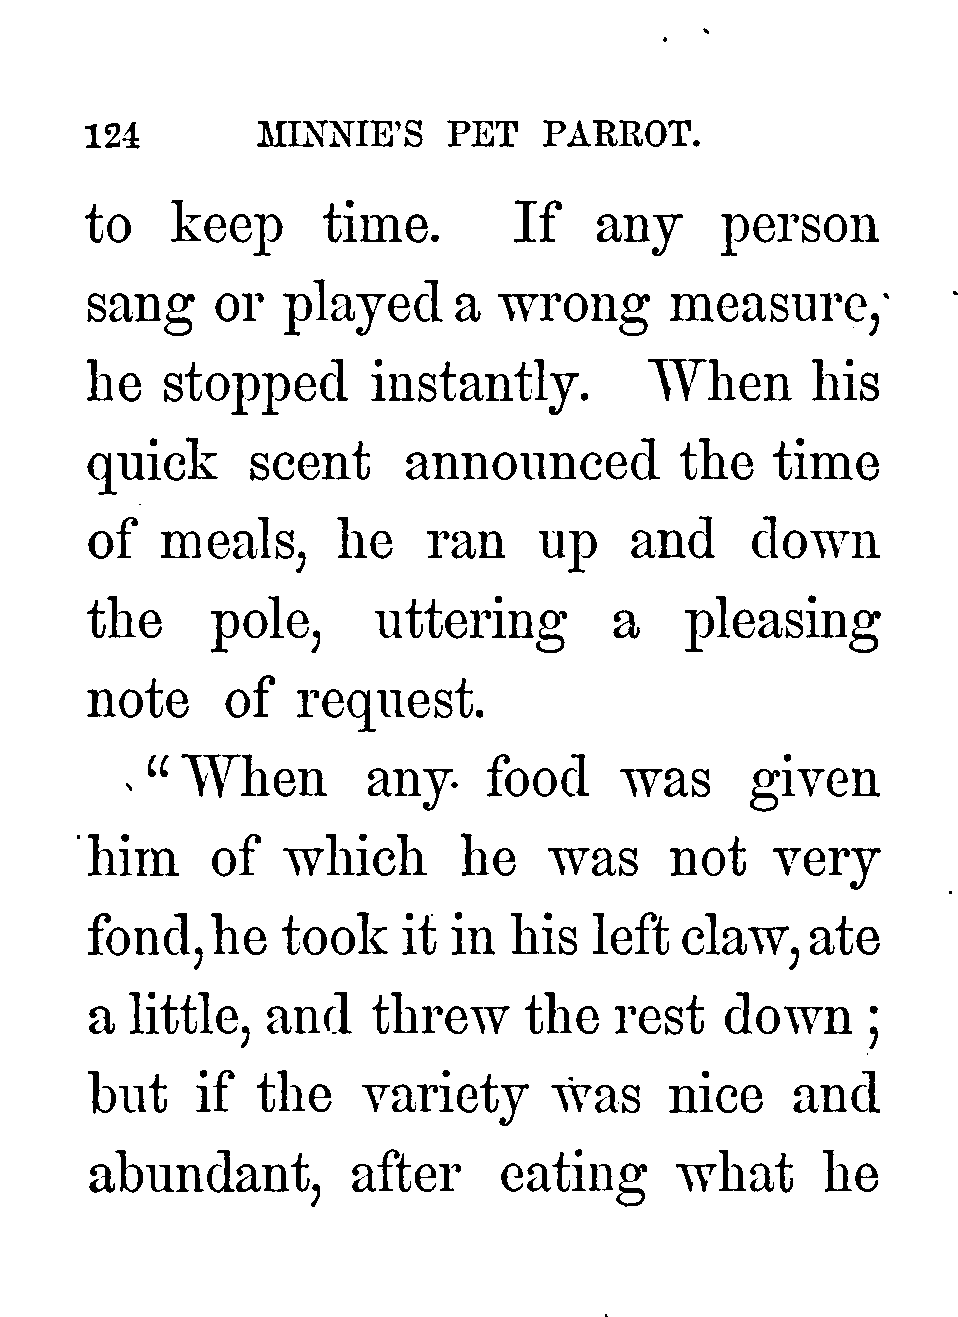 124 MINNIE'S PET PARROT.
to keep time. If any person
sang or played a wrong measure,
he stopped instantly. When his
quick scent announced the time
of meals, he ran up and down
the pole, uttering a pleasing
note of request.
"When any food was given
him of which he was not very
fond, he took it in his left claw, ate
a little, and threw the rest down;
but if the variety was nice and
abundant, after eating what he